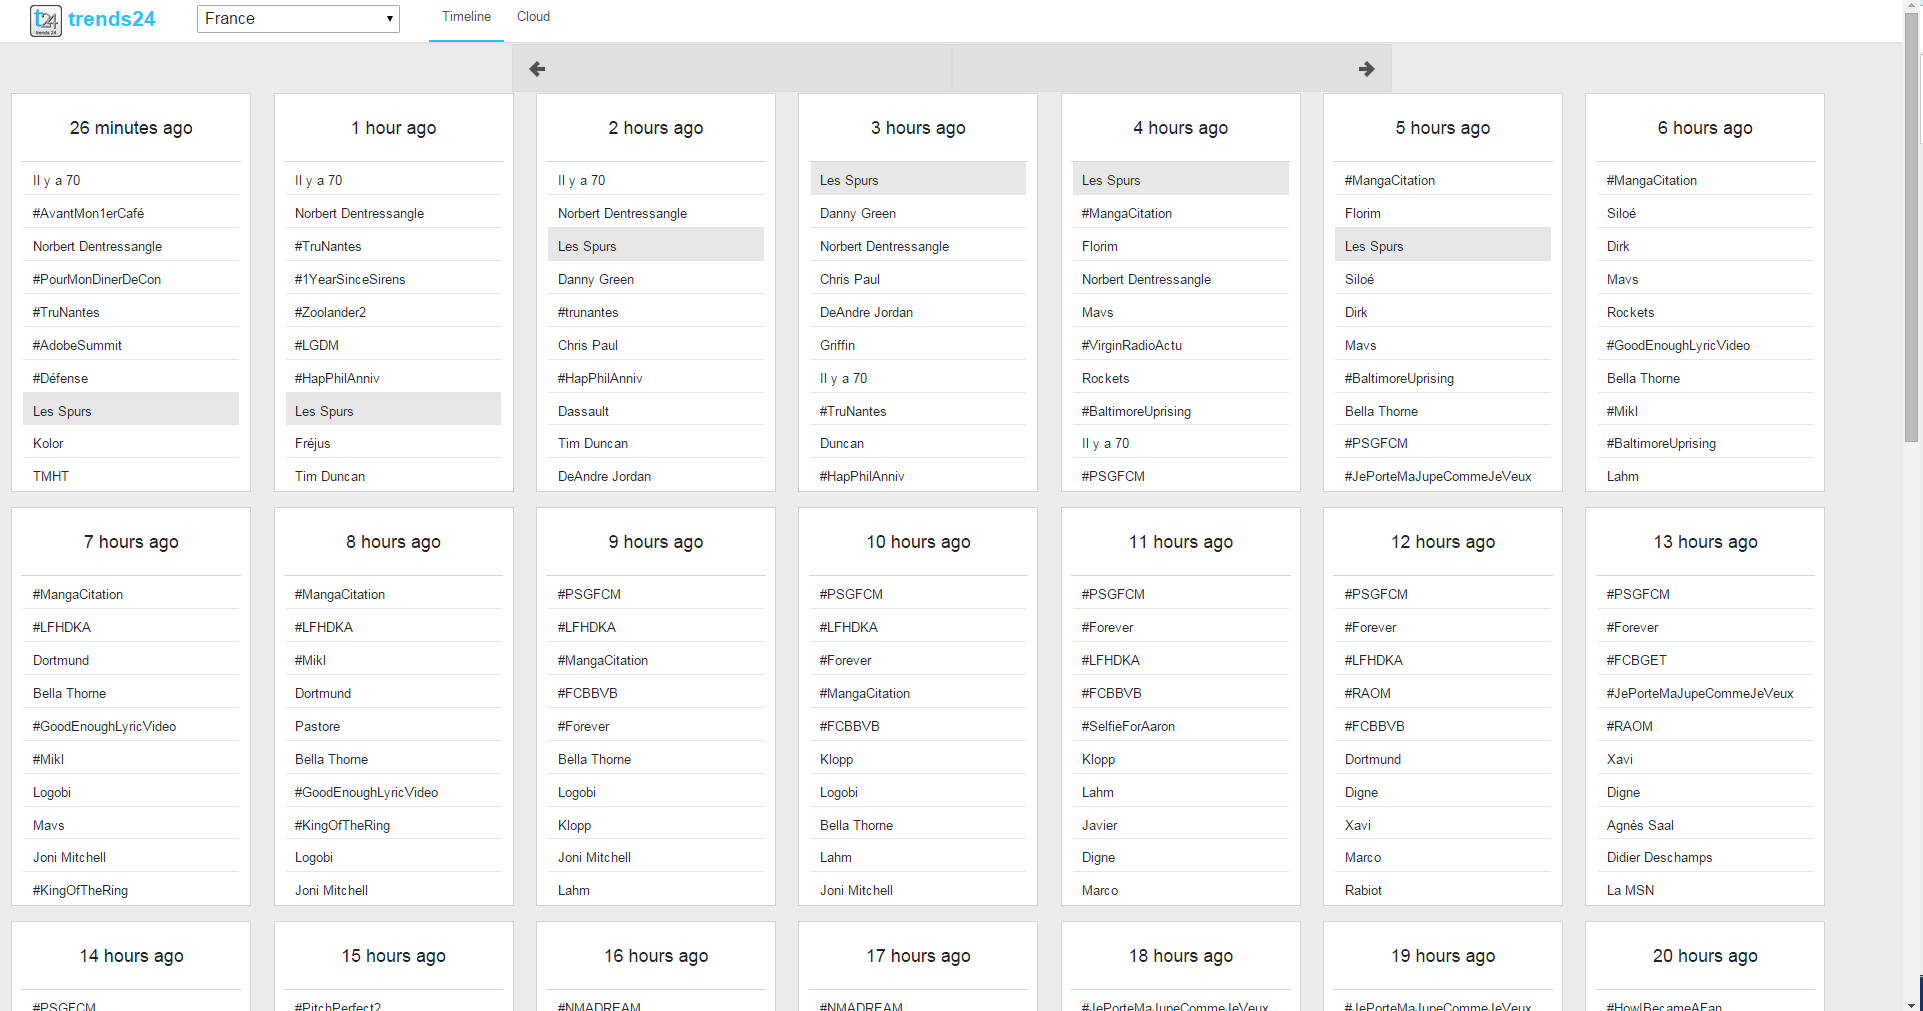 t24
trends 24
trends24
France
Timeline
Cloud
26 minutes ago
Il y a 70
#AvantMon1erCafé
Norbert Dentressangle
#PourMonDinerDeCon
#TruNantes
#AdobeSummit
#Défense
Les Spurs
Kolor
TMHT
1 hour ago
Il y a 70
Norbert Dentressangle
#TruNantes
#1YearSinceSirens
#Zoolander2
#LGDM
#HapPhilAnniv
Les Spurs
Fréjus
Tim Duncan
2 hours ago
Il y a 70
Norbert Dentressangle
Les Spurs
Danny Green
#trunantes
Chris Paul
#HapPhilAnniv
Dassault
Tim Duncan
DeAndre Jordan
3 hours ago
Les Spurs
Danny Green
Norbert Dentressangle
Chris Paul
DeAndre Jordan
Griffin
Il y a 70
#TruNantes
Duncan
#HapPhilAnniv
4 hours ago
Les Spurs
#MangaCitation
Florim
Norbert Dentressangle
Mavs
#VirginRadioActu
Rockets
#BaltimoreUprising
Il y a 70
#PSGFCM
5 hours ago
#MangaCitation
Florim
Les Spurs
Siloé
Dirk
Mavs
#BaltimoreUprising
Bella Thorne
#PSGFCM
#JePorteMaJupeCommeJeVeux
6 hours ago
#MangaCitation
Siloé
Dirk
Mavs
Rockets
#GoodEnoughLyricVideo
Bella Thorne
#Mikl
#BaltimoreUprising
Lahm
7 hours ago
#MangaCitation
#LFHDKA
Dortmund
Bella Thorne
#GoodEnoughLyricVideo
#Mikl
Logobi
Mavs
Joni Mitchell
#KingOfTheRing
8 hours ago
#MangaCitation
#LFHDKA
#Mikl
Dortmund
Pastore
Bella Thorne
#GoodEnoughLyricVideo
#KingOfTheRing
Logobi
Joni Mitchell
9 hours ago
#PSGFCM
#LFHDKA
#MangaCitation
#FCBBVB
#Forever
Bella Thorne
Logobi
Klopp
Joni Mitchell
Lahm
10 hours ago
#PSGFCM
#LFHDKA
#Forever
#MangaCitation
#FCBBVB
Klopp
Logobi
Bella Thorne
Lahm
Joni Mitchell
11 hours ago
#PSGFCM
#Forever
#LFHDKA
#FCBBVB
#SelfieForAaron
Klopp
Lahm
Javier
Digne
Marco
12 hours ago
#PSGFCM
#Forever
#LFHDKA
#RAOM
#FCBBVB
Dortmund
Digne
Xavi
Marco
Rabiot
13 hours ago
#PSGFCM
#Forever
#FCBGET
#JePorteMaJupeCommeJeVeux
#RAOM
Xavi
Digne
Agnès Saal
Didier Deschamps
La MSN
14 hours ago
#PSGFCM
15 hours ago
#PitchPerfect2
16 hours ago
#NMADREAM
17 hours ago
#NMADREAM
18 hours ago
#JePorteMaJupeCommeJeVeux
19 hours ago
#JePorteMaJupeCommeJeVeux
20 hours ago
#HowIBecameAFan